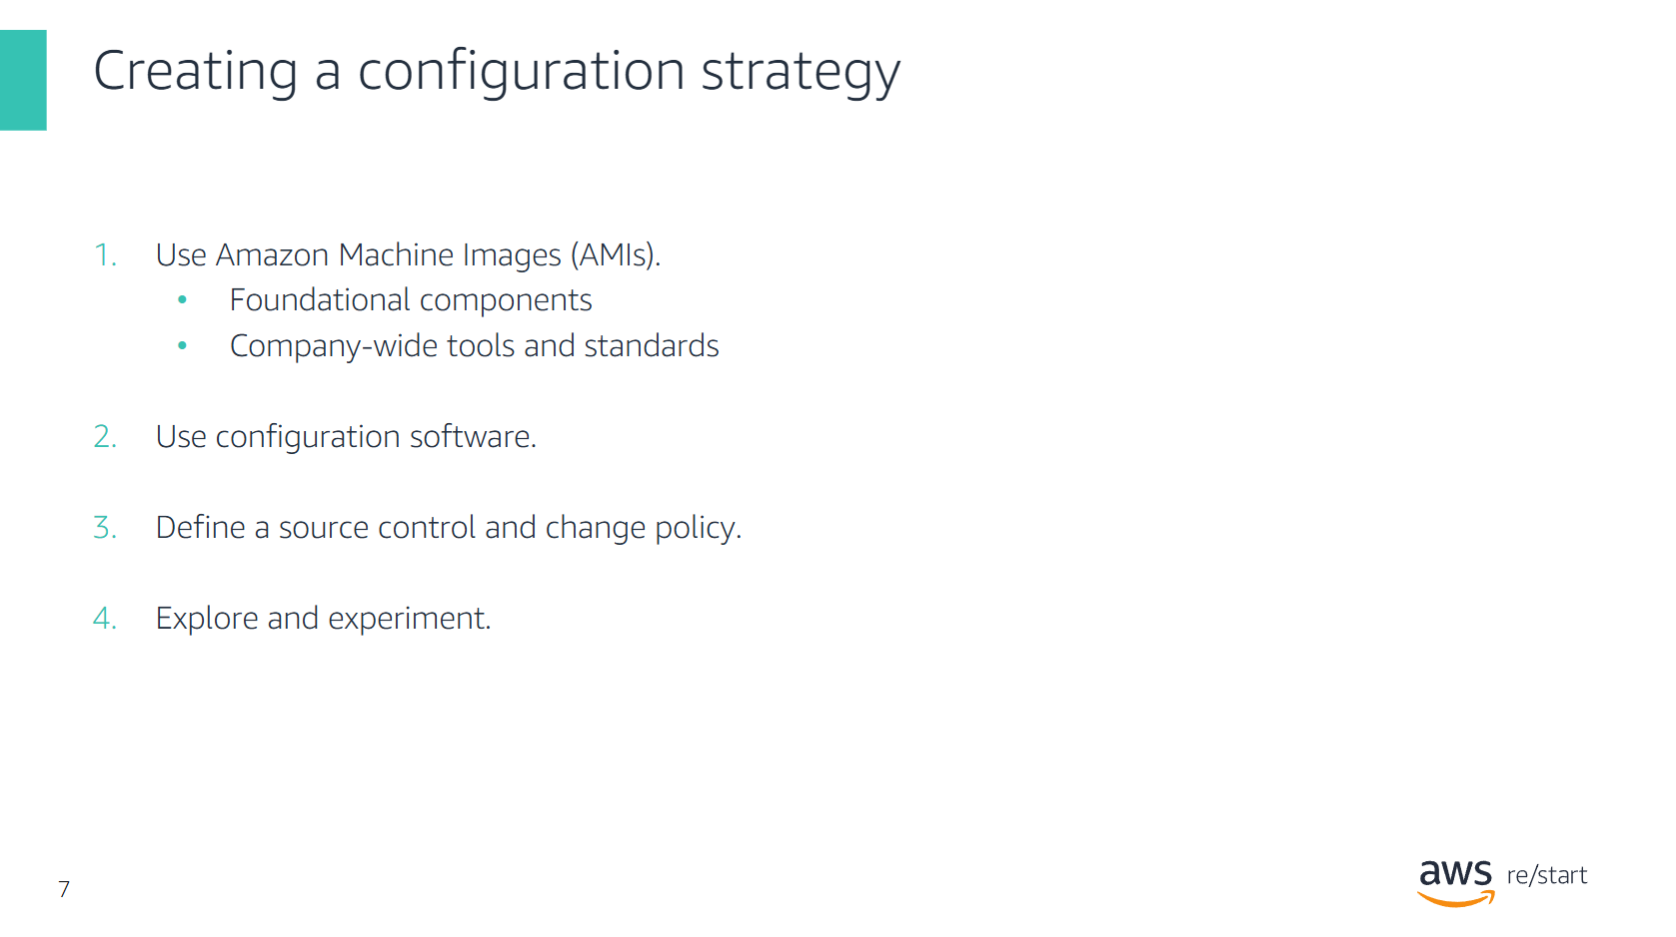 Creating a configuration strategy
1. Use Amazon Machine Images (AMIs).
• Foundational components
• Company-wide tools and standards
2. Use configuration software.
3. Define a source control and change policy.
4. Explore and experiment.
7
aws re/start